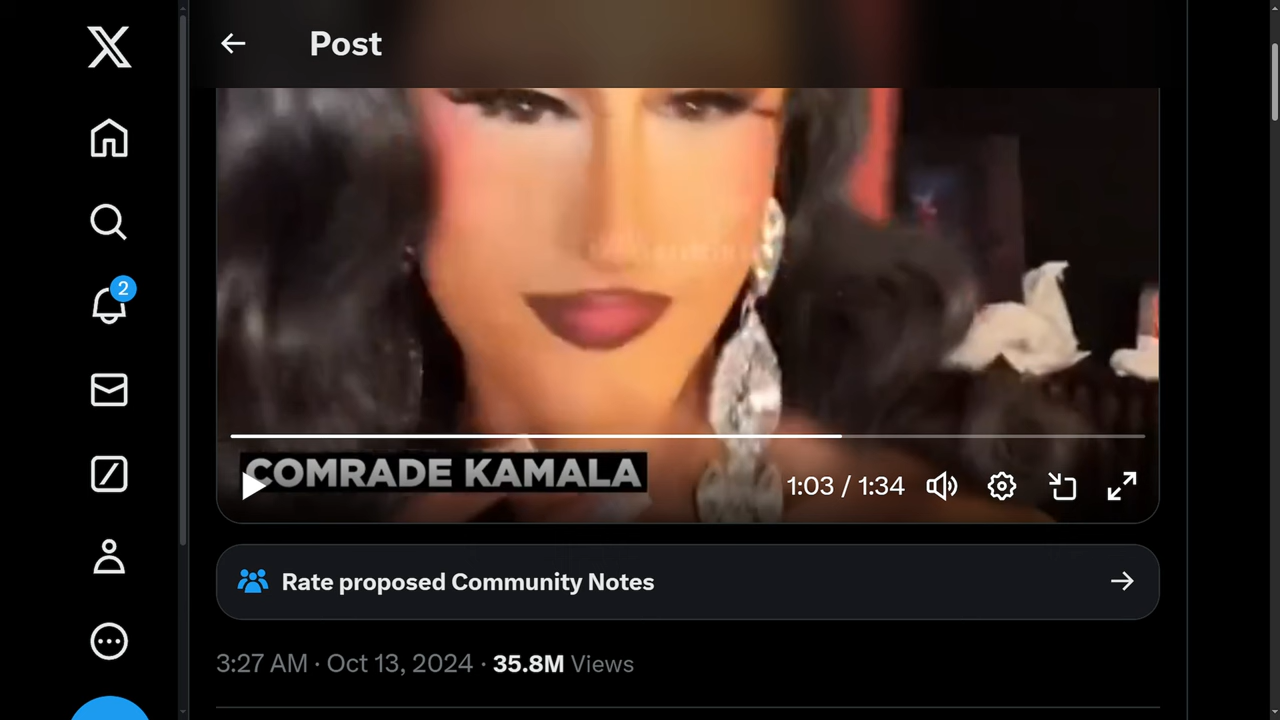 Post
2
COMRADE KAMALA
1:03 / 1:34
Rate proposed Community Notes
3:27 AM · Oct 13, 2024 · 35.8M Views